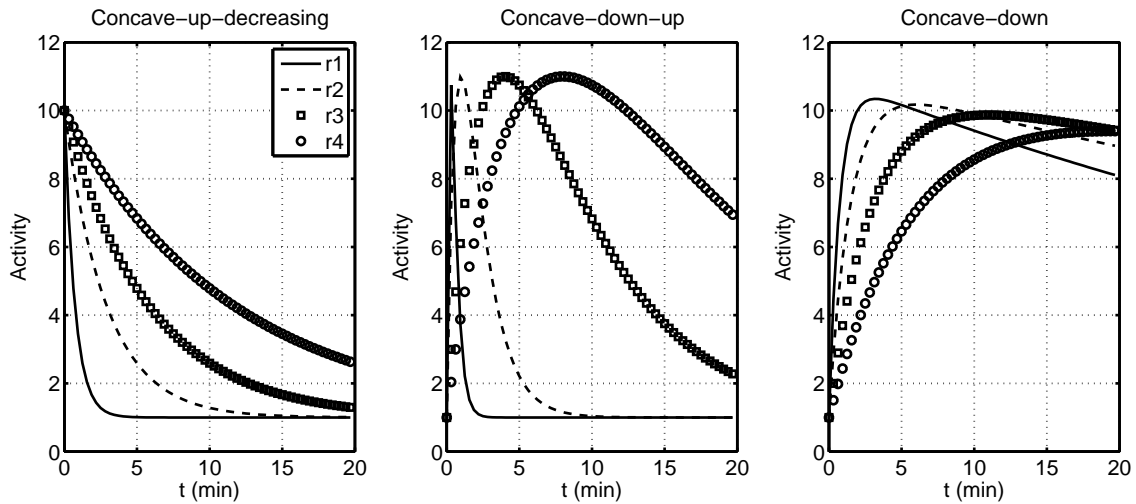 Concave-up-decreasing
12
10
8
6
4
2
0
Activity
0 5 10 15 20
t (min)
r1
r2
r3
r4
Concave-down-up
12
10
8
6
4
2
0
Activity
0 5 10 15 20
t (min)
Concave-down
12
10
8
6
4
2
0
Activity
0 5 10 15 20
t (min)